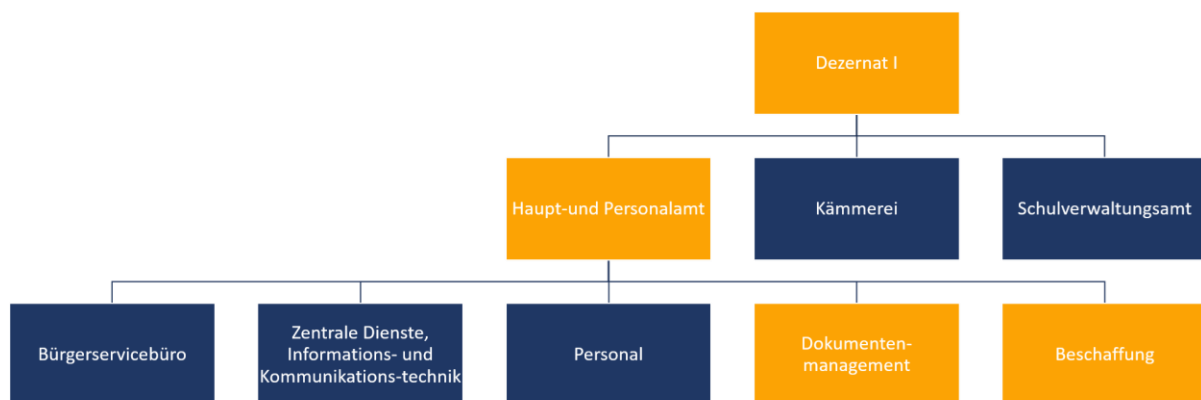 Dezernat I
Haupt-und Personalamt
Kämmerei
Schulverwaltungsamt
Bürgerservicebüro
Zentrale Dienste,
Informations- und
Kommunikations-technik
Personal
Dokumenten-
management
Beschaffung